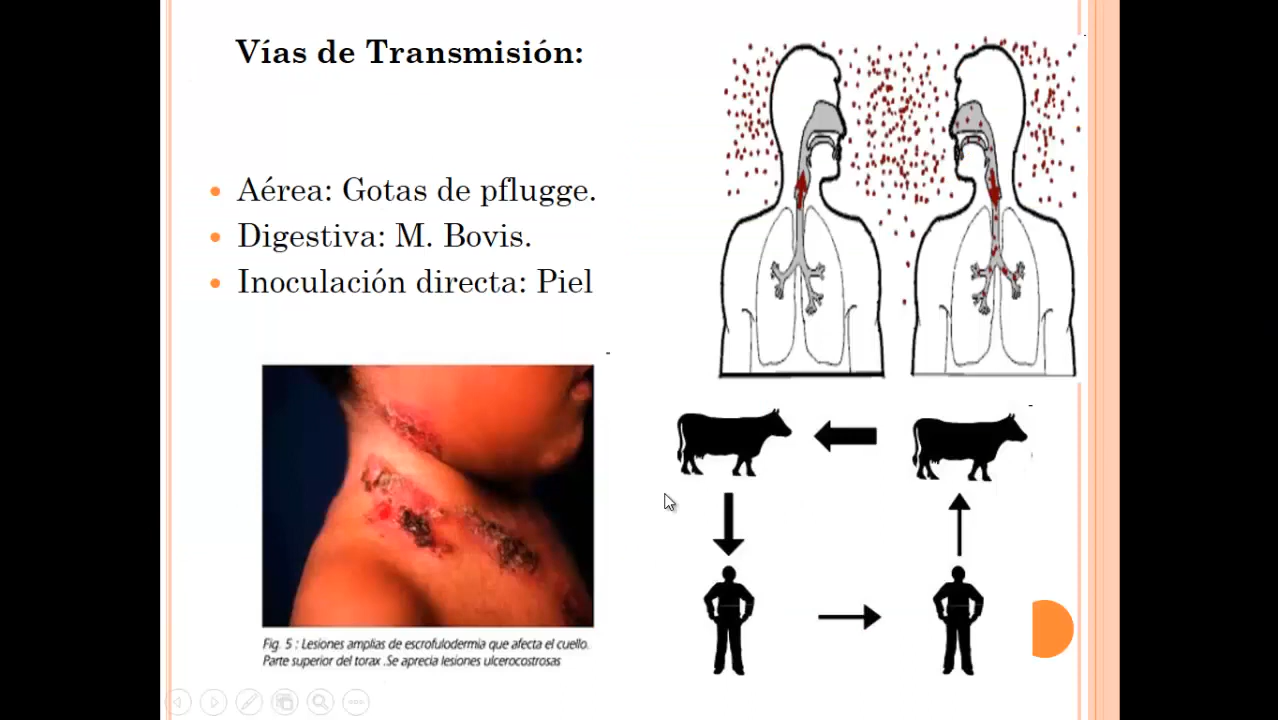 Vías de Transmisión:
Aérea: Gotas de pflugge.
Digestiva: M. Bovis.
Inoculación directa: Piel
Fig. 5 : Lesiones amplias de escrofulodermia que afecta el cuello.
Parte superior del torax .Se aprecia lesiones ulcerocostrosas